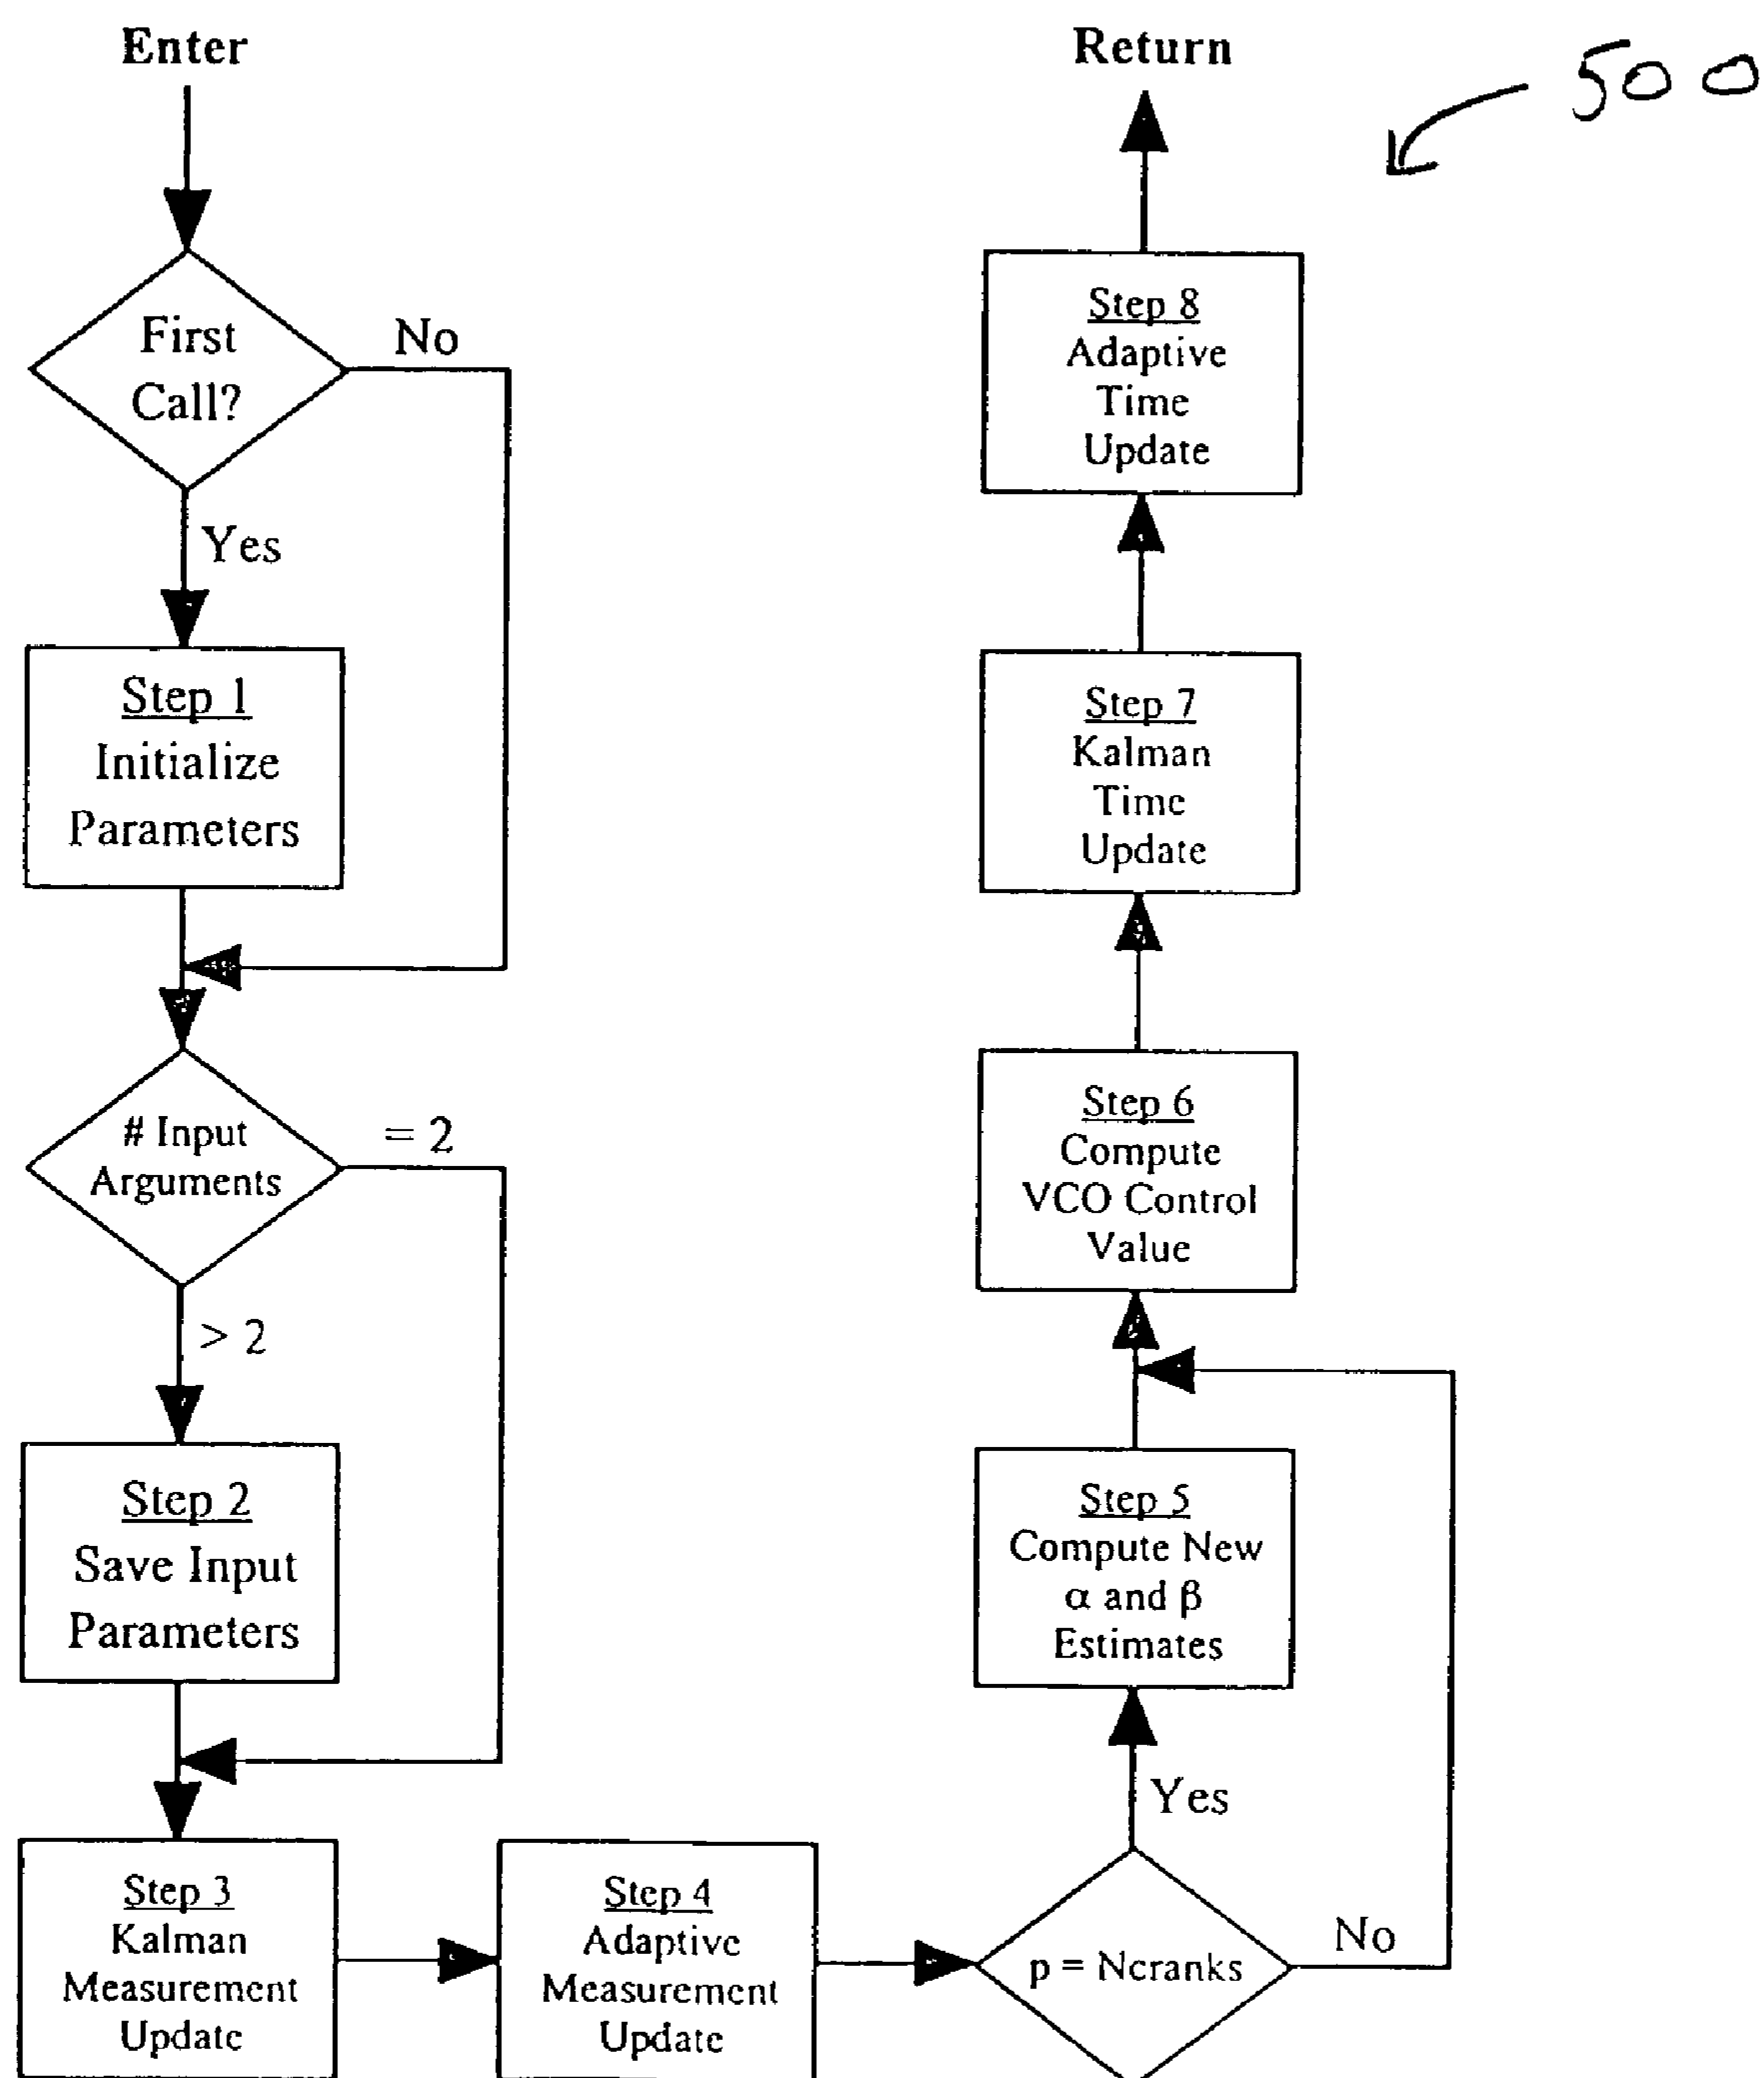 Enter
First
Call?
No
Yes
Step 1
Initialize
Parameters
# Input
Arguments
= 2
> 2
Step 2
Save Input
Parameters
Step 3
Kalman
Measurement
Update
Step 4
Adaptive
Measurement
Update
p = Ncranks
No
Yes
Step 5
Compute New
α and β
Estimates
Step 6
Compute
VCO Control
Value
Step 7
Kalman
Time
Update
Step 8
Adaptive
Time
Update
Return
500